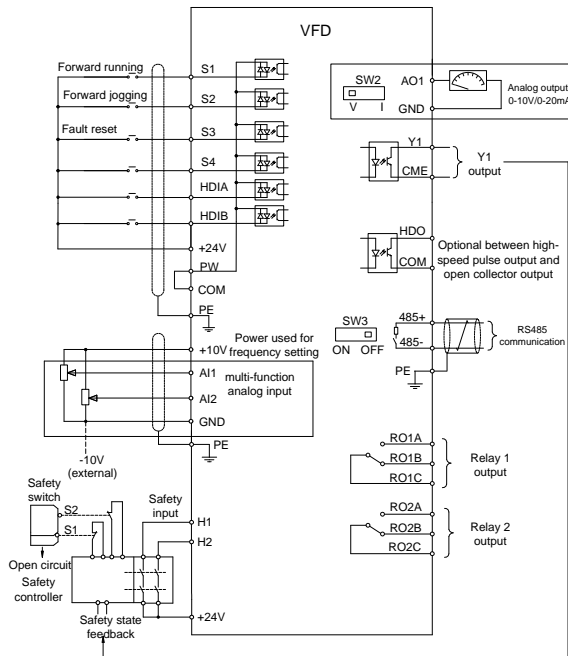 VFD
Forward running
S1
Forward jogging
S2
Fault reset
S3
S4
HDIA
HDIB
+24V
PW
COM
PE
SW2
V I
AO1
GND
Analog output
0-10V/0-20mA
Y1
CME
Y1
output
HDO
COM
Optional between high-
speed pulse output and
open collector output
SW3
ON OFF
485+
485-
PE
RS485
communication
Power used for
frequency setting
+10V
AI1
multi-function
analog input
AI2
GND
PE
-10V
(external)
RO1A
RO1B
RO1C
Relay 1
output
RO2A
RO2B
RO2C
Relay 2
output
Safety
switch
S2
S1
Open circuit
Safety
controller
Safety
input
H1
H2
+24V
Safety state
feedback